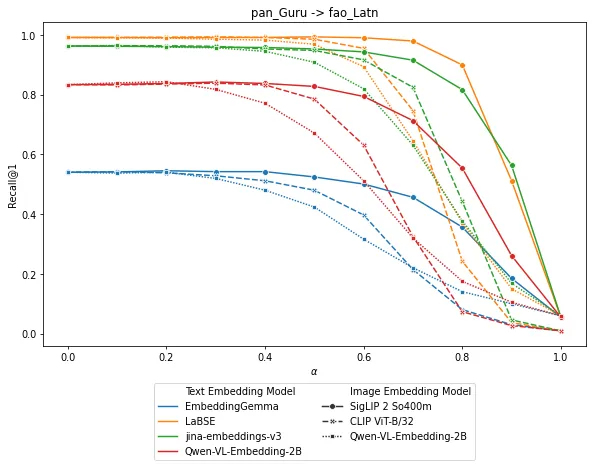 pan_Guru -> fao_Latn
Recall@1
1.0
0.8
0.6
0.4
0.2
0.0
0.0 0.2 0.4 0.6 0.8 1.0
α
Text Embedding Model
EmbeddingGemma
LaBSE
jina-embeddings-v3
Qwen-VL-Embedding-2B
Image Embedding Model
SigLIP 2 So400m
CLIP ViT-B/32
Qwen-VL-Embedding-2B